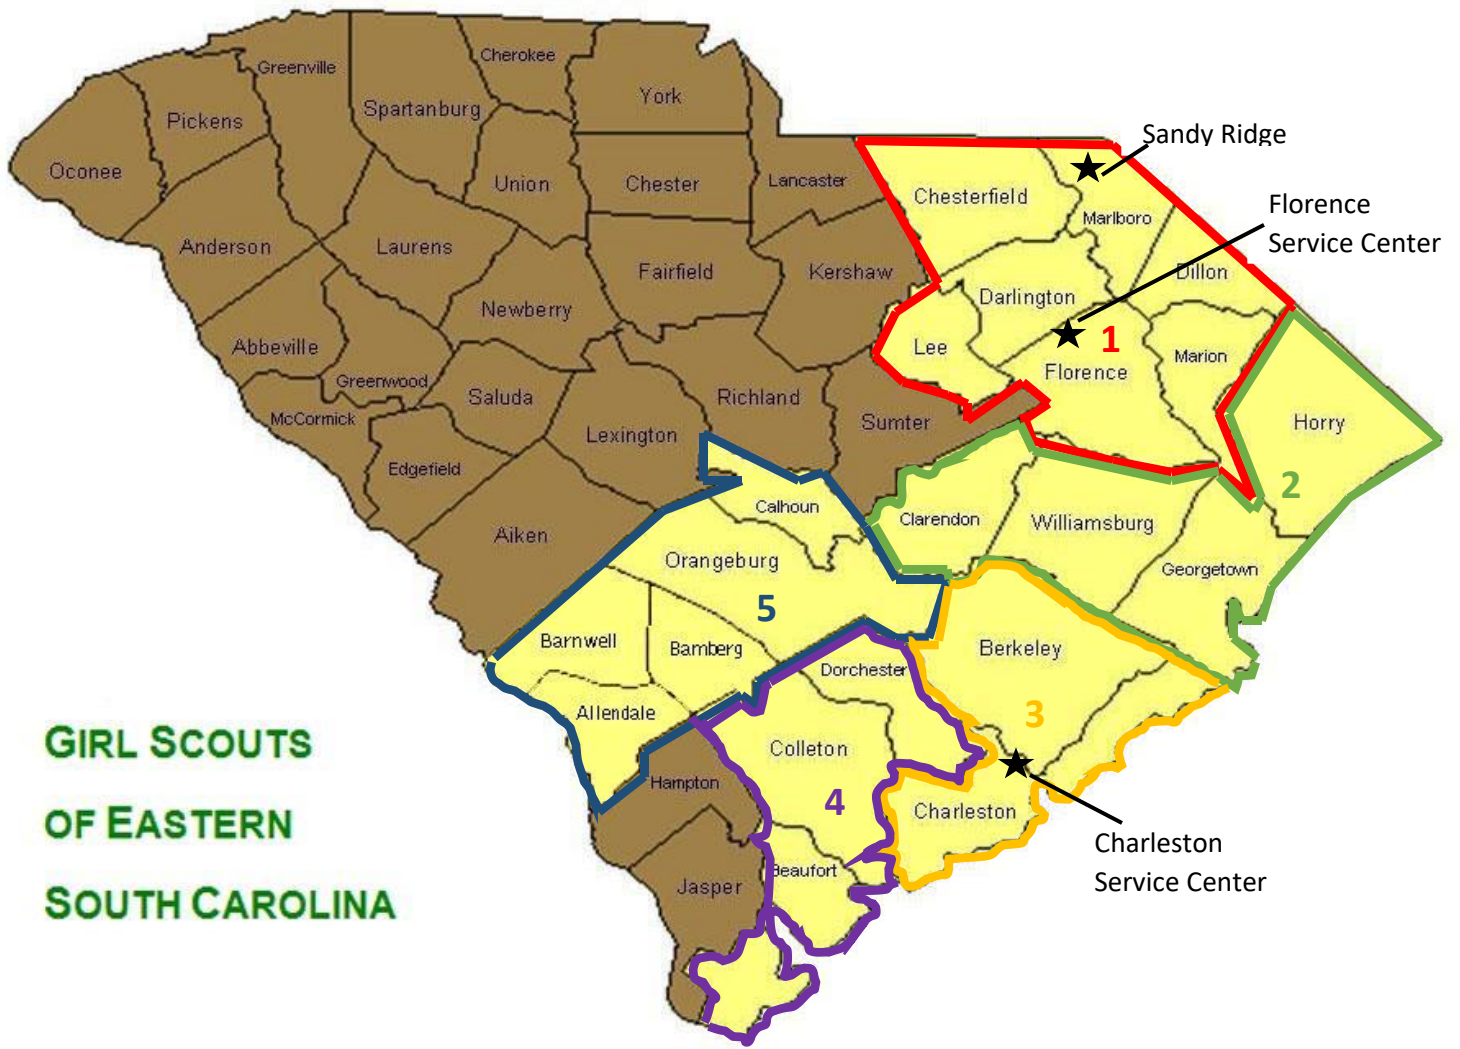 Cherokee
Greenville
York
Spartanburg
Pickens
Sandy Ridge
Oconee
Union
Chester
Lancaster
Chesterfield
Florence
Service Center
Marlboro
Anderson
Laurens
Fairfield
Kershaw
Dillon
Darlington
Newberry
1
Abbeville
Lee
Marion
Florence
Greenwood
Saluda
Richland
McCormick
Sumter
Horry
Lexington
Edgefield
2
Calhoun
Clarendon
Williamsburg
Aiken
Orangeburg
Georgetown
5
Barnwell
Bamberg
Berkeley
Dorchester
Allendale
3
GIRL SCOUTS
OF EASTERN
SOUTH CAROLINA
Colleton
Hampton
4
Charleston
Charleston
Service Center
Beaufort
Jasper